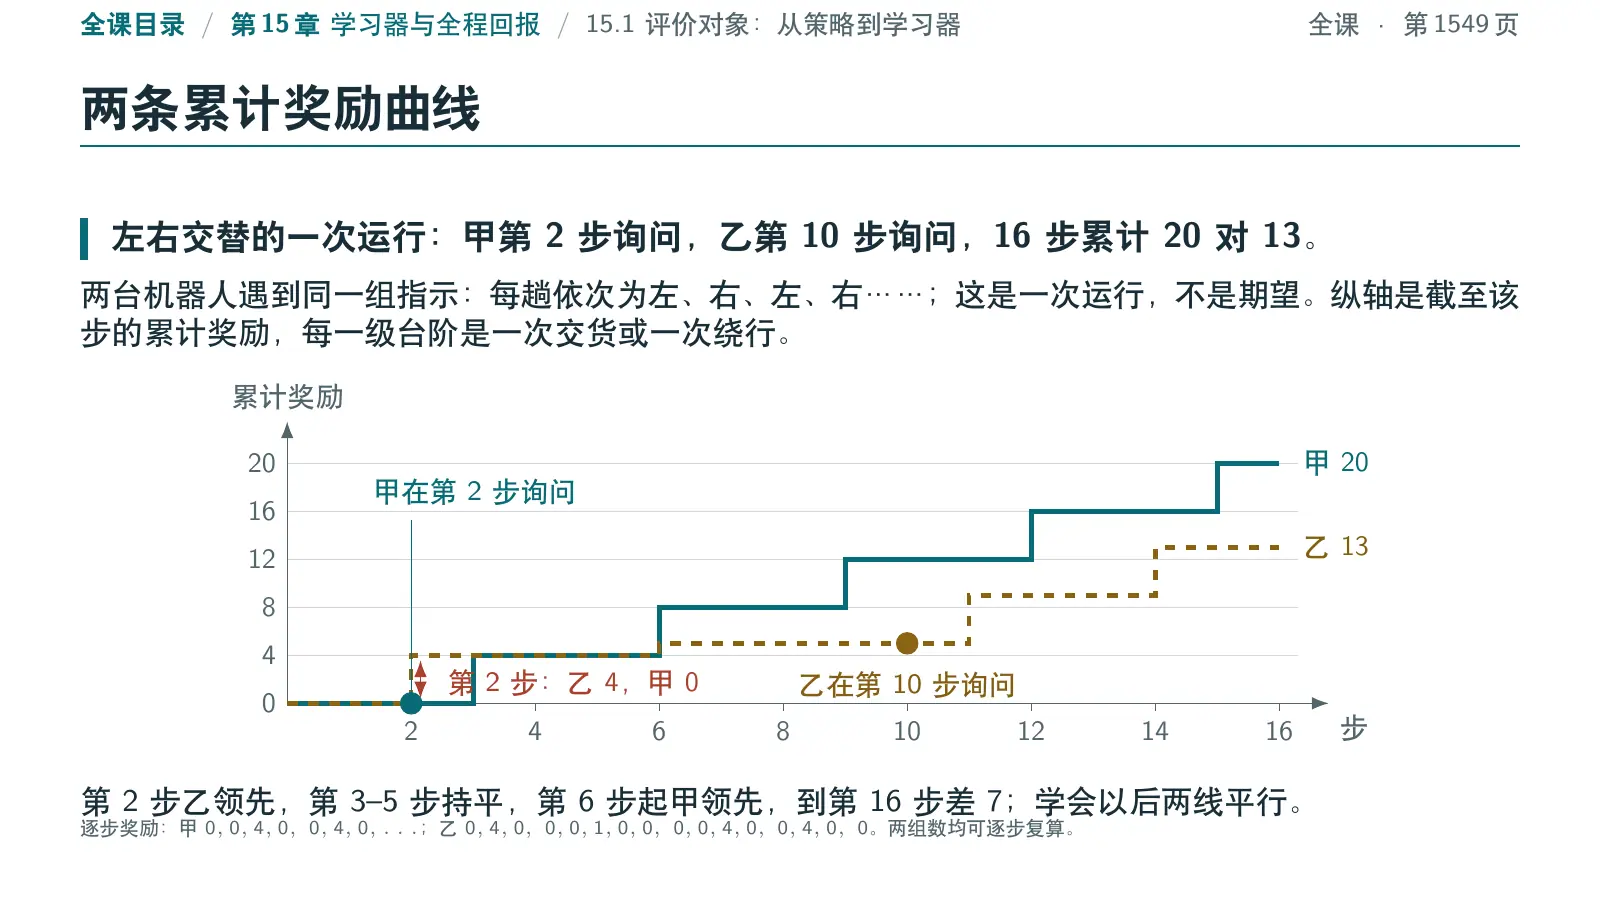 全课目录 / 第 15 章 学习器与全程回报 / 15.1 评价对象：从策略到学习器
全课 · 第 1549 页
两条累计奖励曲线
左右交替的一次运行：甲第 2 步询问，乙第 10 步询问，16 步累计 20 对 13。
两台机器人遇到同一组指示：每趟依次为左、右、左、右……；这是一次运行，不是期望。纵轴是截至该
步的累计奖励，每一级台阶是一次交货或一次绕行。
累计奖励
20
16
12
8
4
0
甲在第 2 步询问
甲 20
乙 13
第 2 步：乙 4，甲 0
乙在第 10 步询问
2 4 6 8 10 12 14 16
步
第 2 步乙领先，第 3–5 步持平，第 6 步起甲领先，到第 16 步差 7；学会以后两线平行。
逐步奖励：甲 0, 0, 4, 0, 0, 4, 0, ...；乙 0, 4, 0, 0, 0, 1, 0, 0, 0, 0, 4, 0, 0, 4, 0, 0。两组数均可逐步复算。